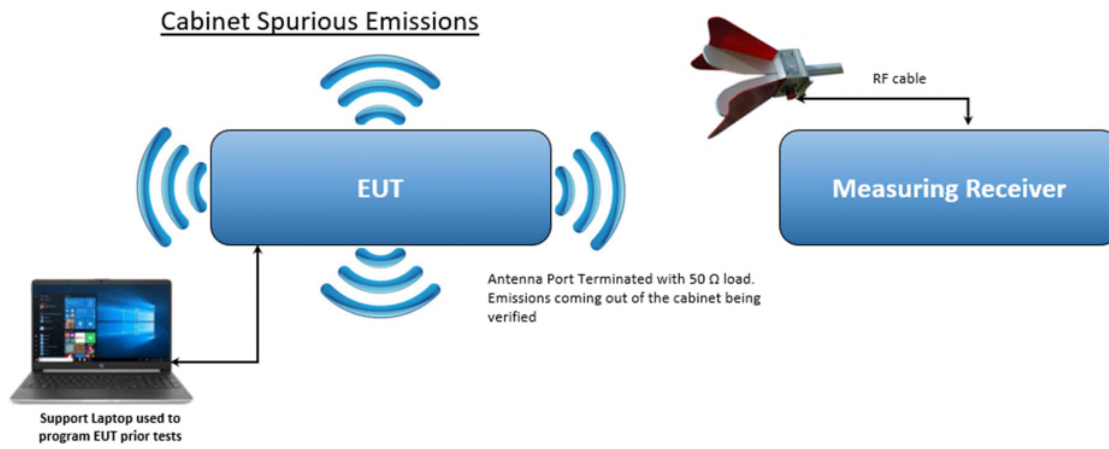 Cabinet Spurious Emissions
RF cable
EUT
Measuring Receiver
Antenna Port Terminated with 50 Ω load.
Emissions coming out of the cabinet being
verified
Support Laptop used to
program EUT prior tests